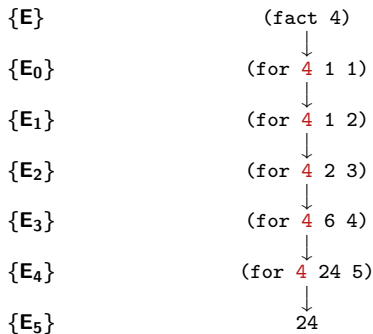 {E} (fact 4)
{E₀} (for 4 1 1)
{E₁} (for 4 1 2)
{E₂} (for 4 2 3)
{E₃} (for 4 6 4)
{E₄} (for 4 24 5)
{E₅} 24